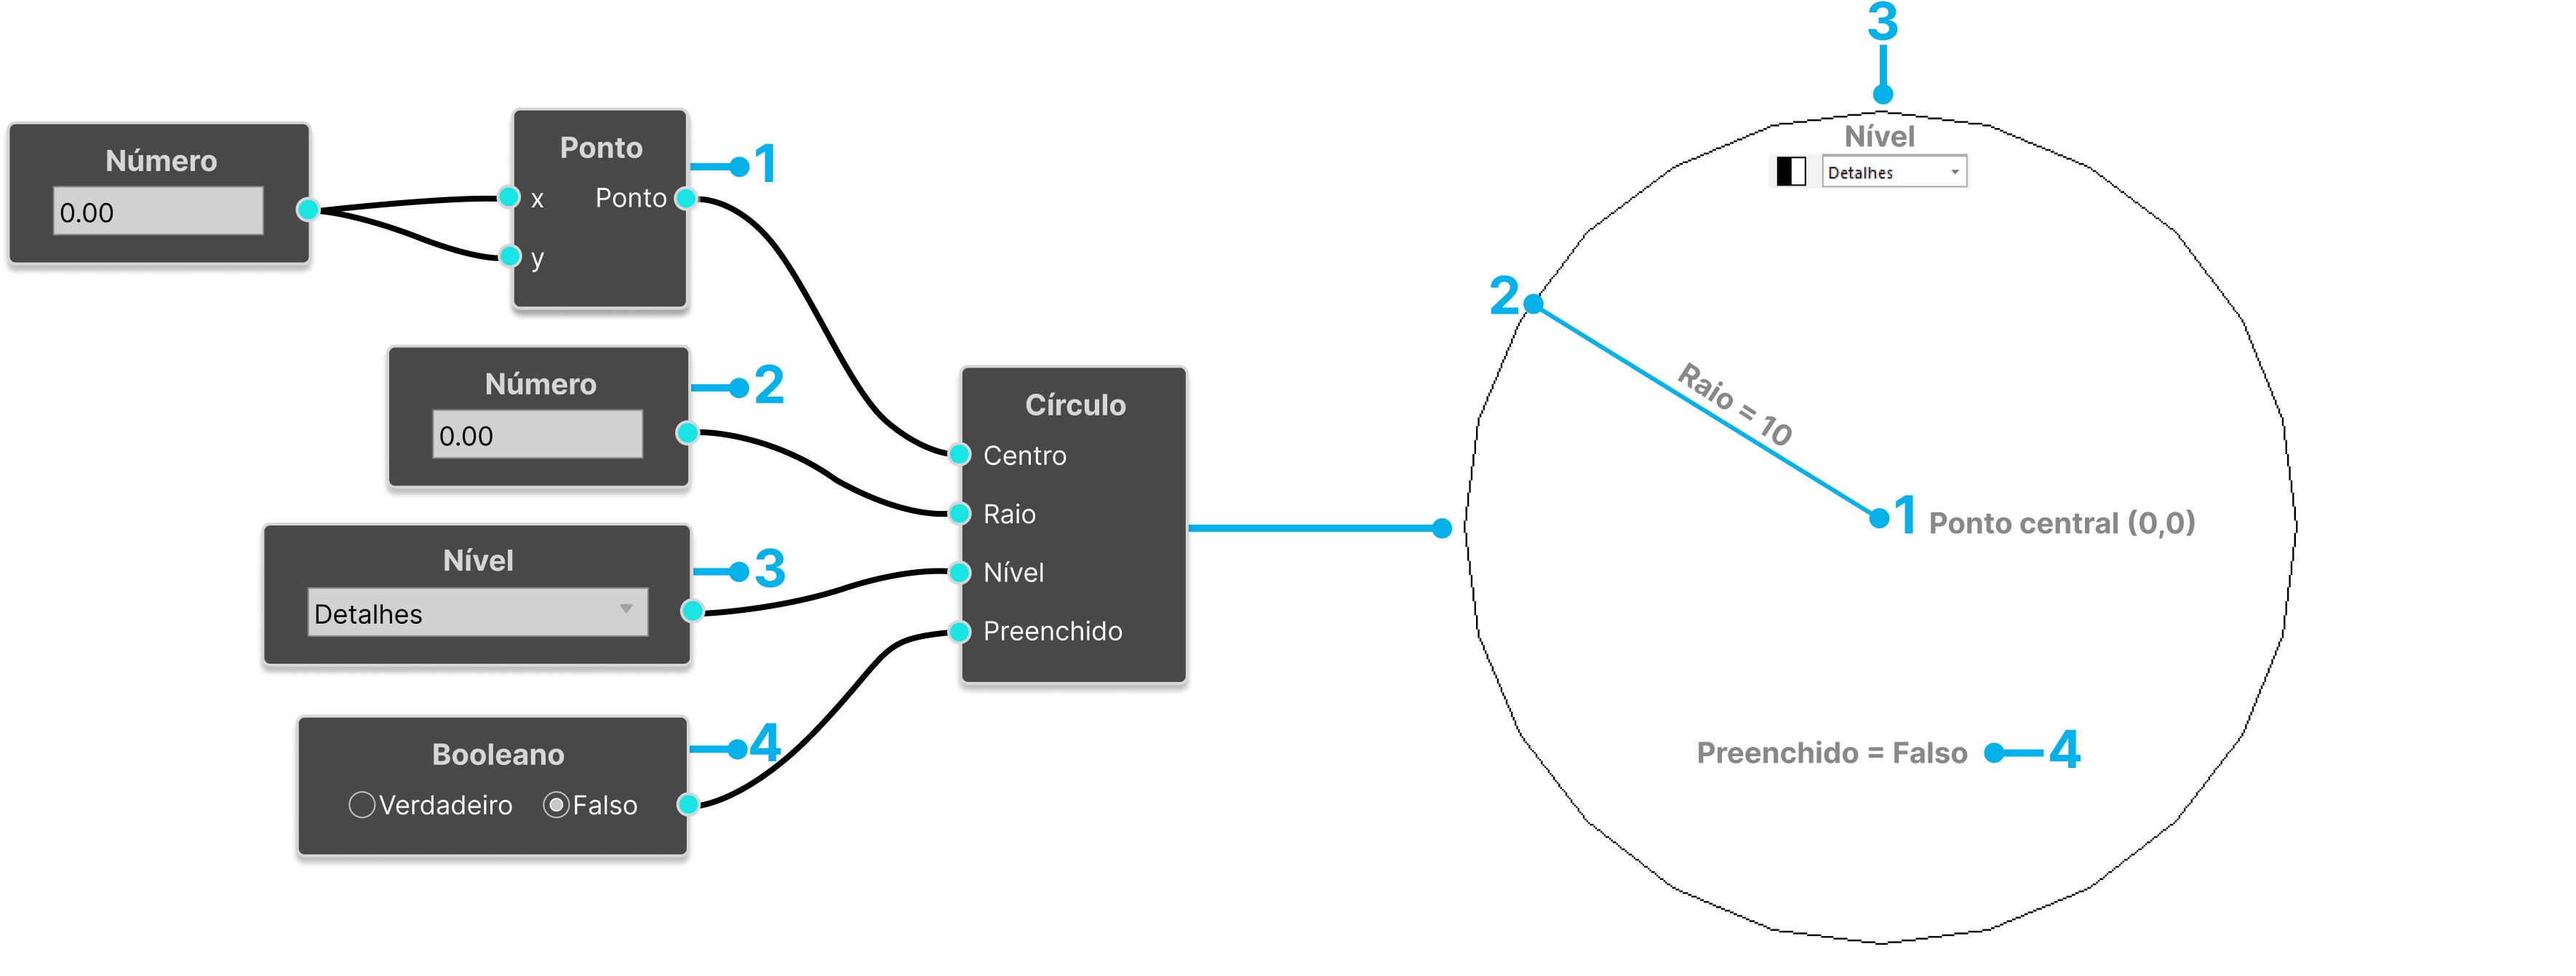 Número
0.00
Ponto
x
Ponto
y
1
Número
0.00
2
Nível
Detalhes
3
Booleano
Verdadeiro
Falso
4
Círculo
Centro
Raio
Nível
Preenchido
3
Nível
Detalhes
2
Raio = 10
1 Ponto central (0,0)
Preenchido = Falso
4